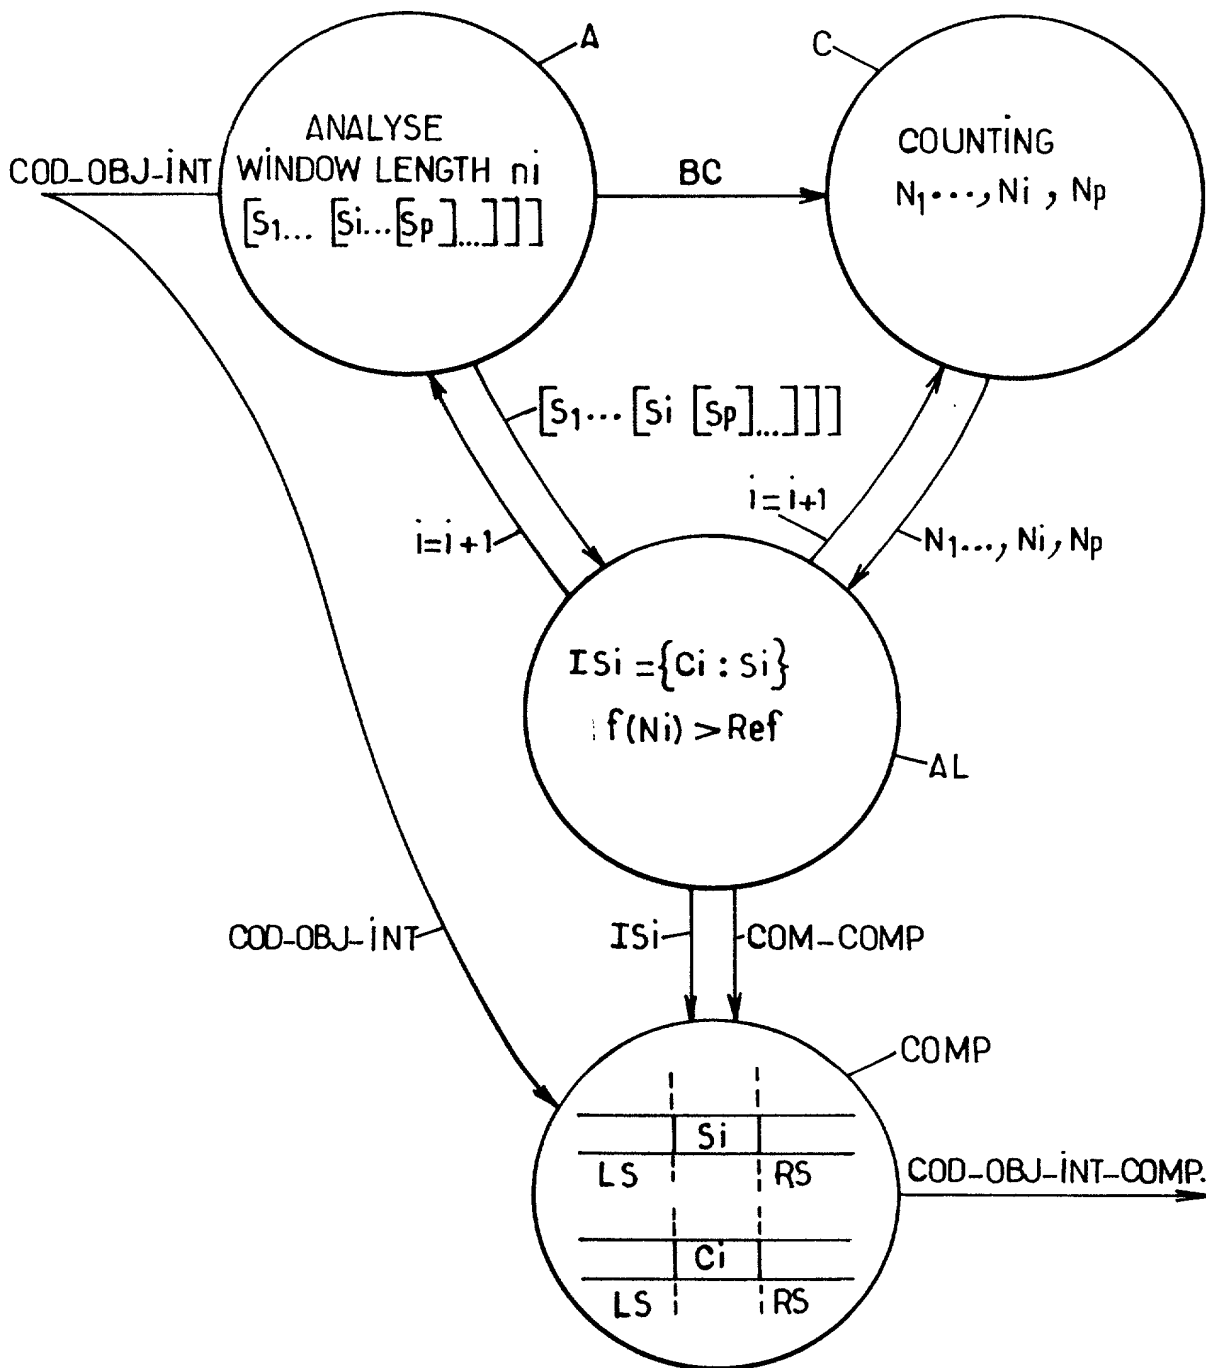 A
C
ANALYSE
WINDOW LENGTH ni
[S1... [Si...[Sp]...]]]
COUNTING
N1..., Ni, Np
COD-OBJ-INT
BC
[S1... [Si [Sp]...]]]
i=i+1
i=i+1
N1..., Ni, Np
ISi={Ci : Si}
f(Ni) > Ref
AL
COD-OBJ-INT
ISi
COM-COMP
COMP
Si
LS
RS
COD-OBJ-INT-COMP.
Ci
LS
RS